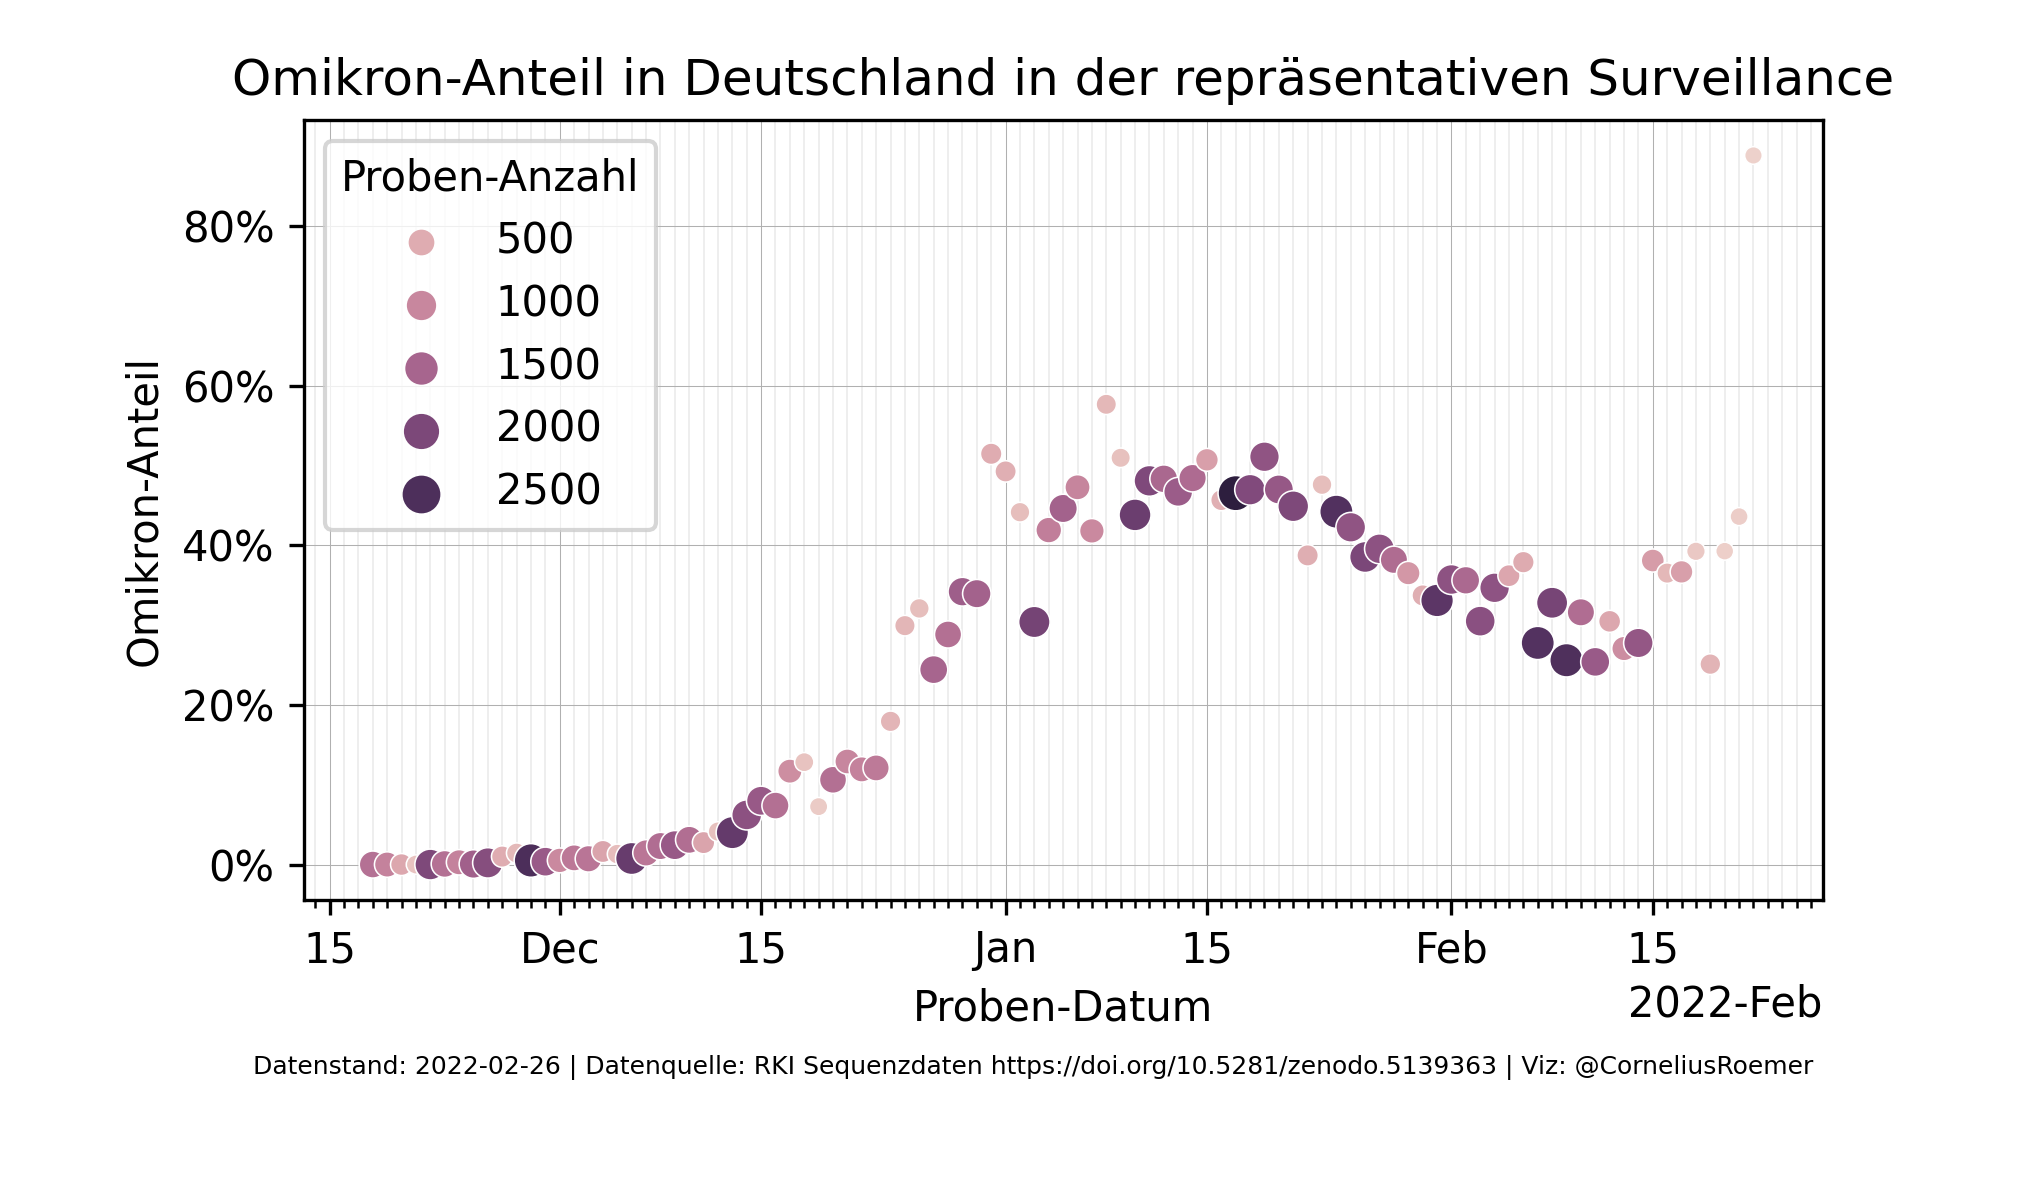 Omikron-Anteil in Deutschland in der repräsentativen Surveillance
Proben-Anzahl
500
1000
1500
2000
2500
80%
60%
40%
20%
0%
Omikron-Anteil
15 Dec 15 Jan 15 Feb 15
2022-Feb
Proben-Datum
Datenstand: 2022-02-26 | Datenquelle: RKI Sequenzdaten https://doi.org/10.5281/zenodo.5139363 | Viz: @CorneliusRoemer